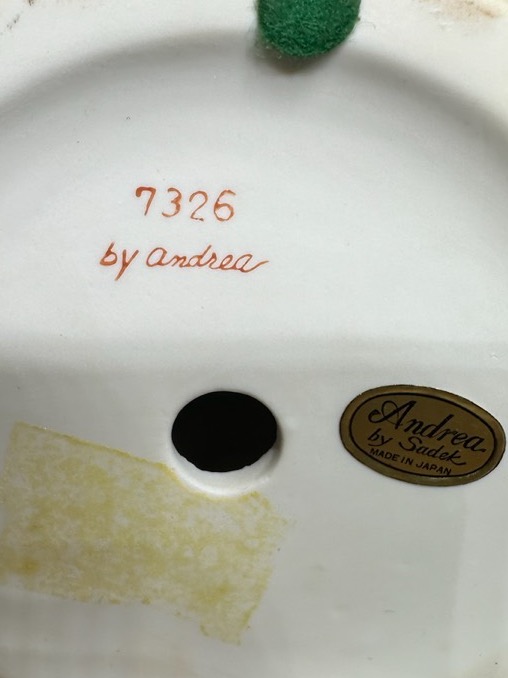 7326
by andrea
Andrea
by Sadek
MADE IN JAPAN